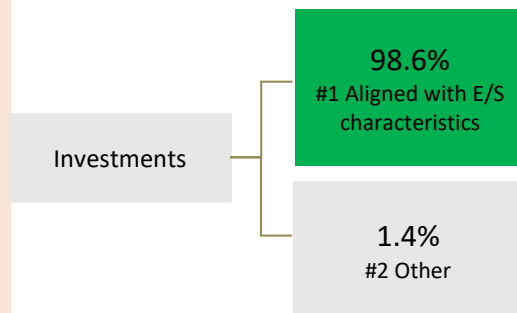 98.6%
#1 Aligned with E/S
characteristics
Investments
1.4%
#2 Other